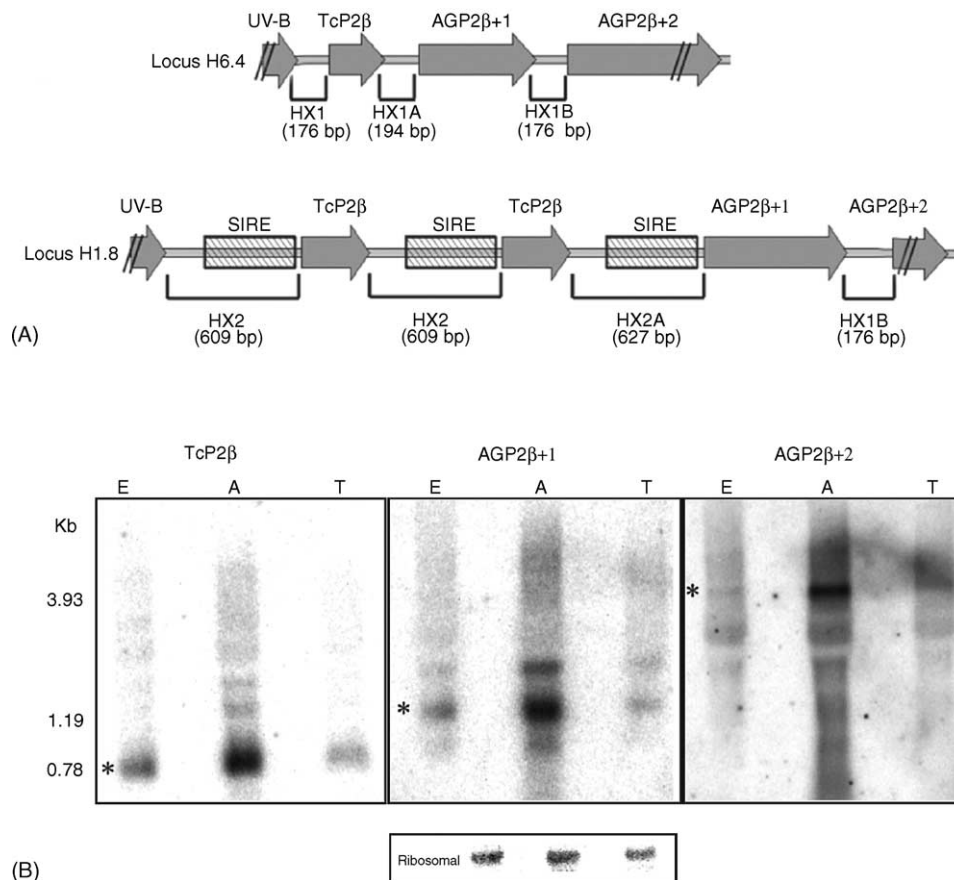 UV-B TcP2β AGP2β+1 AGP2β+2
Locus H6.4
HX1 HX1A HX1B
(176 bp) (194 bp) (176 bp)
UV-B SIRE TcP2β SIRE TcP2β SIRE AGP2β+1 AGP2β+2
Locus H1.8
HX2 HX2 HX2A HX1B
(609 bp) (609 bp) (627 bp) (176 bp)
(A)
TcP2β AGP2β+1 AGP2β+2
E A T E A T E A T
Kb
3.93 *
*
1.19
* 0.78
Ribosomal
(B)